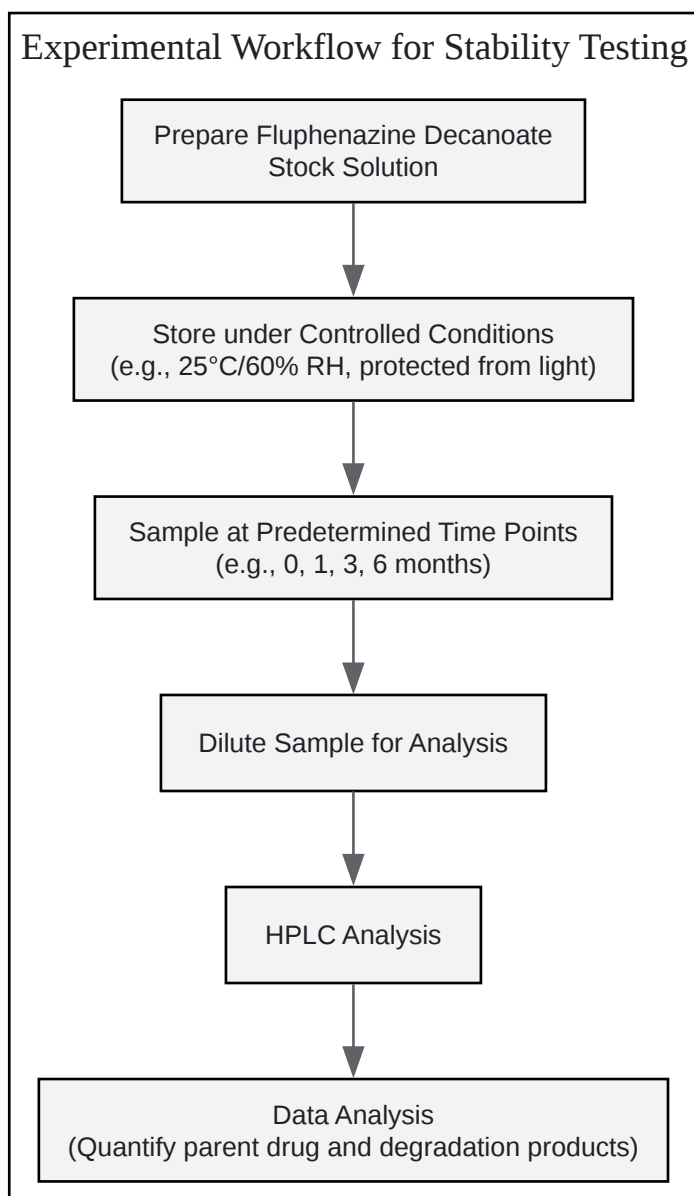 Experimental Workflow for Stability Testing
Prepare Fluphenazine Decanoate
Stock Solution
Store under Controlled Conditions
(e.g., 25°C/60% RH, protected from light)
Sample at Predetermined Time Points
(e.g., 0, 1, 3, 6 months)
Dilute Sample for Analysis
HPLC Analysis
Data Analysis
(Quantify parent drug and degradation products)